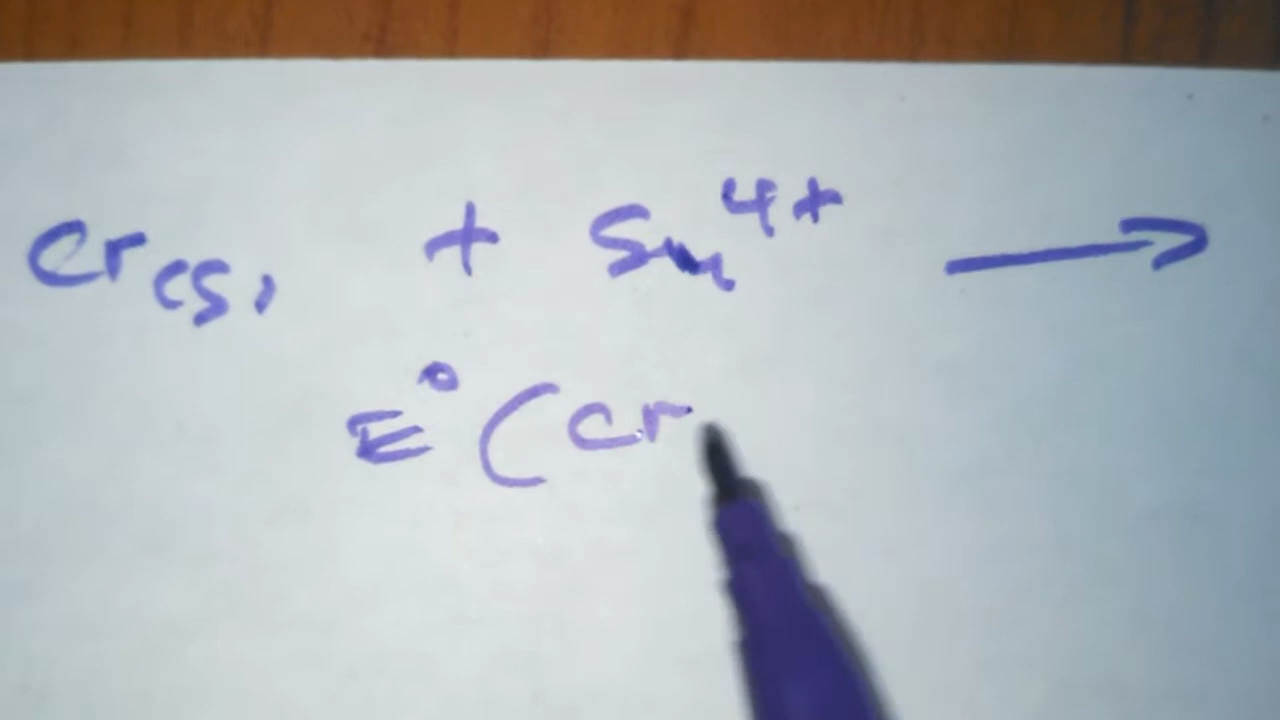 Cr(s) + Sn⁴⁺ →
E°(Cr